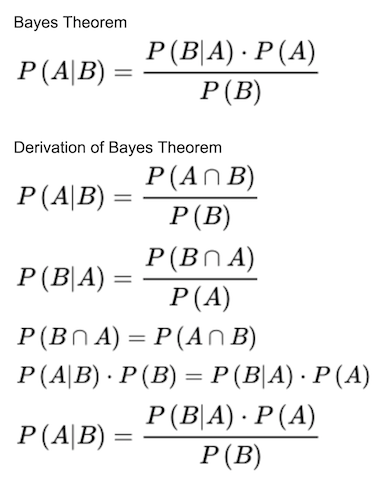 Bayes Theorem
P(A|B) = P(B|A) · P(A) / P(B)
Derivation of Bayes Theorem
P(A|B) = P(A ∩ B) / P(B)
P(B|A) = P(B ∩ A) / P(A)
P(B ∩ A) = P(A ∩ B)
P(A|B) · P(B) = P(B|A) · P(A)
P(A|B) = P(B|A) · P(A) / P(B)